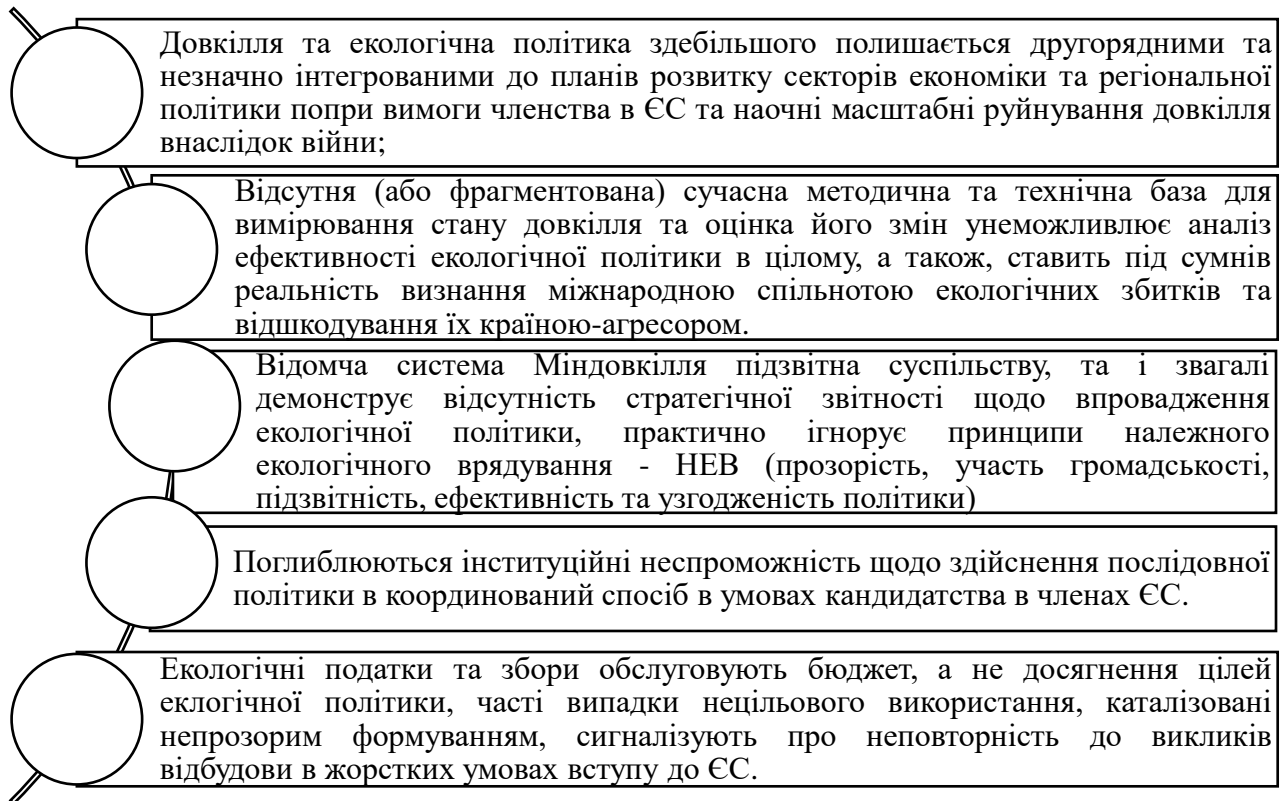 Довкілля та екологічна політика здебільшого полишається другорядними та
незначно інтегрованими до планів розвитку секторів економіки та регіональної
політики попри вимоги членства в ЄС та наочні масштабні руйнування довкілля
внаслідок війни;
Відсутня (або фрагментована) сучасна методична та технічна база для
вимірювання стану довкілля та оцінка його змін унеможливлює аналіз
ефективності екологічної політики в цілому, а також, ставить під сумнів
реальність визнання міжнародною спільнотою екологічних збитків та
відшкодування їх країною-агресором.
Відомча система Міндовкілля підзвітна суспільству, та і звагалі
демонструє відсутність стратегічної звітності щодо впровадження
екологічної політики, практично ігнорує принципи належного
екологічного врядування - НЕВ (прозорість, участь громадськості,
підзвітність, ефективність та узгодженість політики)
Поглиблюються інституційні неспроможність щодо здійснення послідовної
політики в координований спосіб в умовах кандидатства в членах ЄС.
Екологічні податки та збори обслуговують бюджет, а не досягнення цілей
еклогічної політики, часті випадки нецільового використання, каталізовані
непрозорим формуванням, сигналізують про неповторність до викликів
відбудови в жорстких умовах вступу до ЄС.